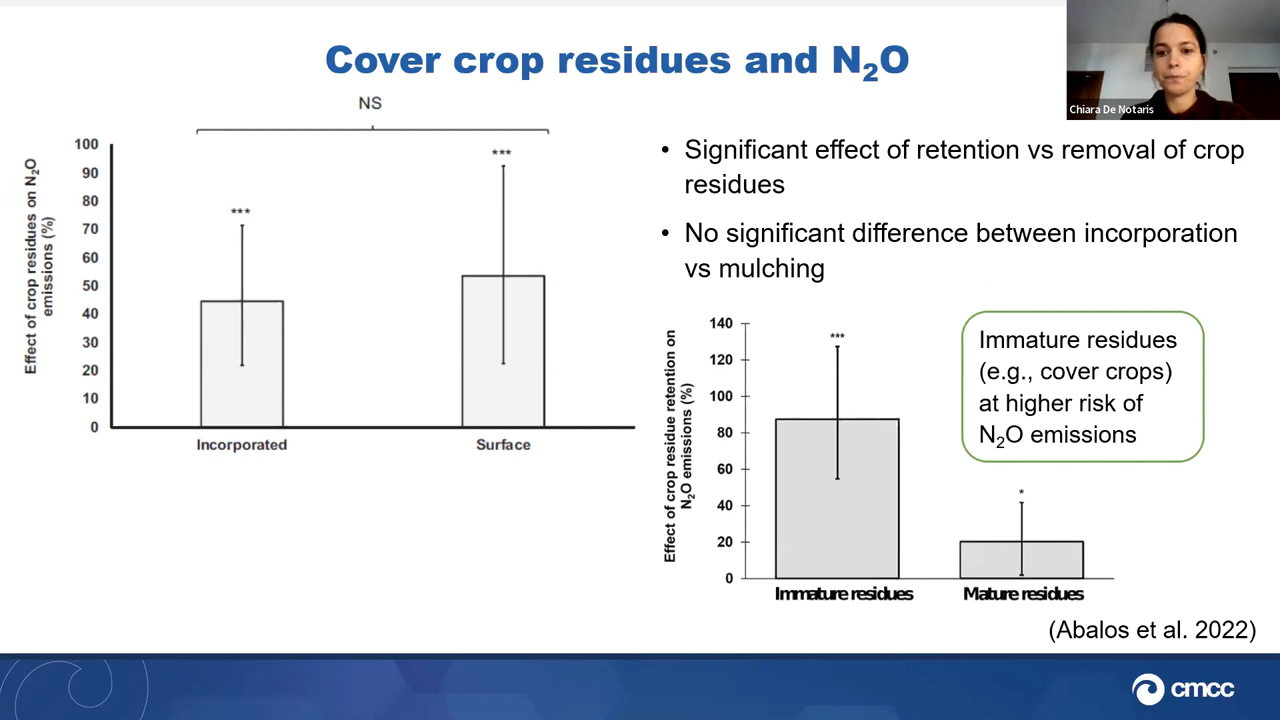 Cover crop residues and N₂O
Chiara De Notaris
NS
Effect of crop residues on N₂O
emissions (%)
100
90
80
70
60
50
40
30
20
10
0
***
***
Incorporated
Surface
• Significant effect of retention vs removal of crop
residues
• No significant difference between incorporation
vs mulching
Effect of crop residue retention on
N₂O emissions (%)
140
120
100
80
60
40
20
0
***
*
Immature residues
Mature residues
Immature residues
(e.g., cover crops)
at higher risk of
N₂O emissions
(Abalos et al. 2022)
cmcc